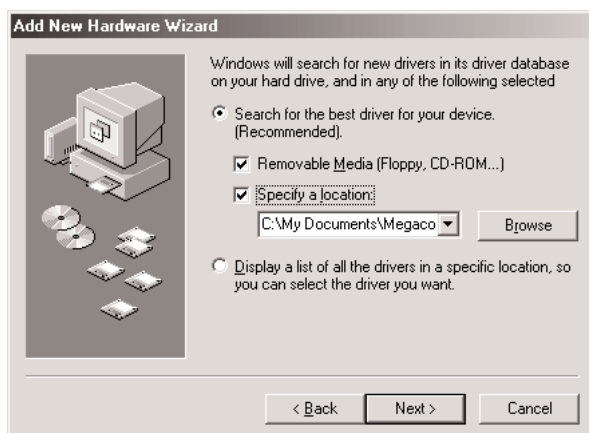 Add New Hardware Wizard
Windows will search for new drivers in its driver database
on your hard drive, and in any of the following selected
Search for the best driver for your device.
(Recommended).
Removable Media (Floppy, CD-ROM...)
Specify a location:
C:\My Documents\Megaco
Browse
Display a list of all the drivers in a specific location, so
you can select the driver you want.
< Back
Next >
Cancel